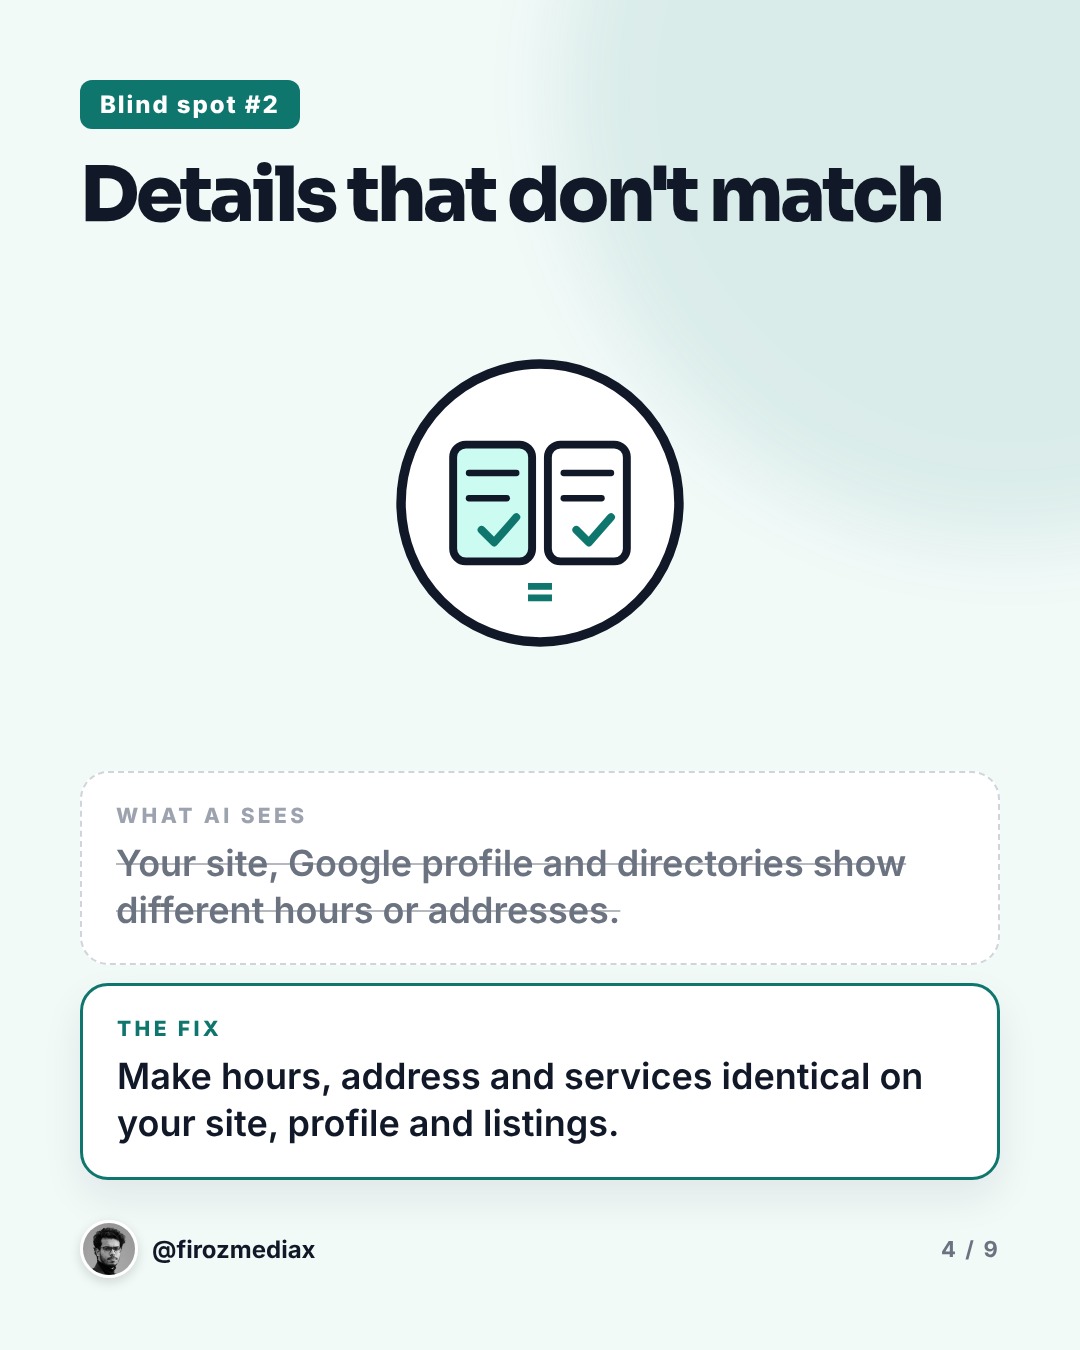 Blind spot #2
Details that don't match
=
WHAT AI SEES
Your site, Google profile and directories show
different hours or addresses.
THE FIX
Make hours, address and services identical on
your site, profile and listings.
@firozmediax
4 / 9